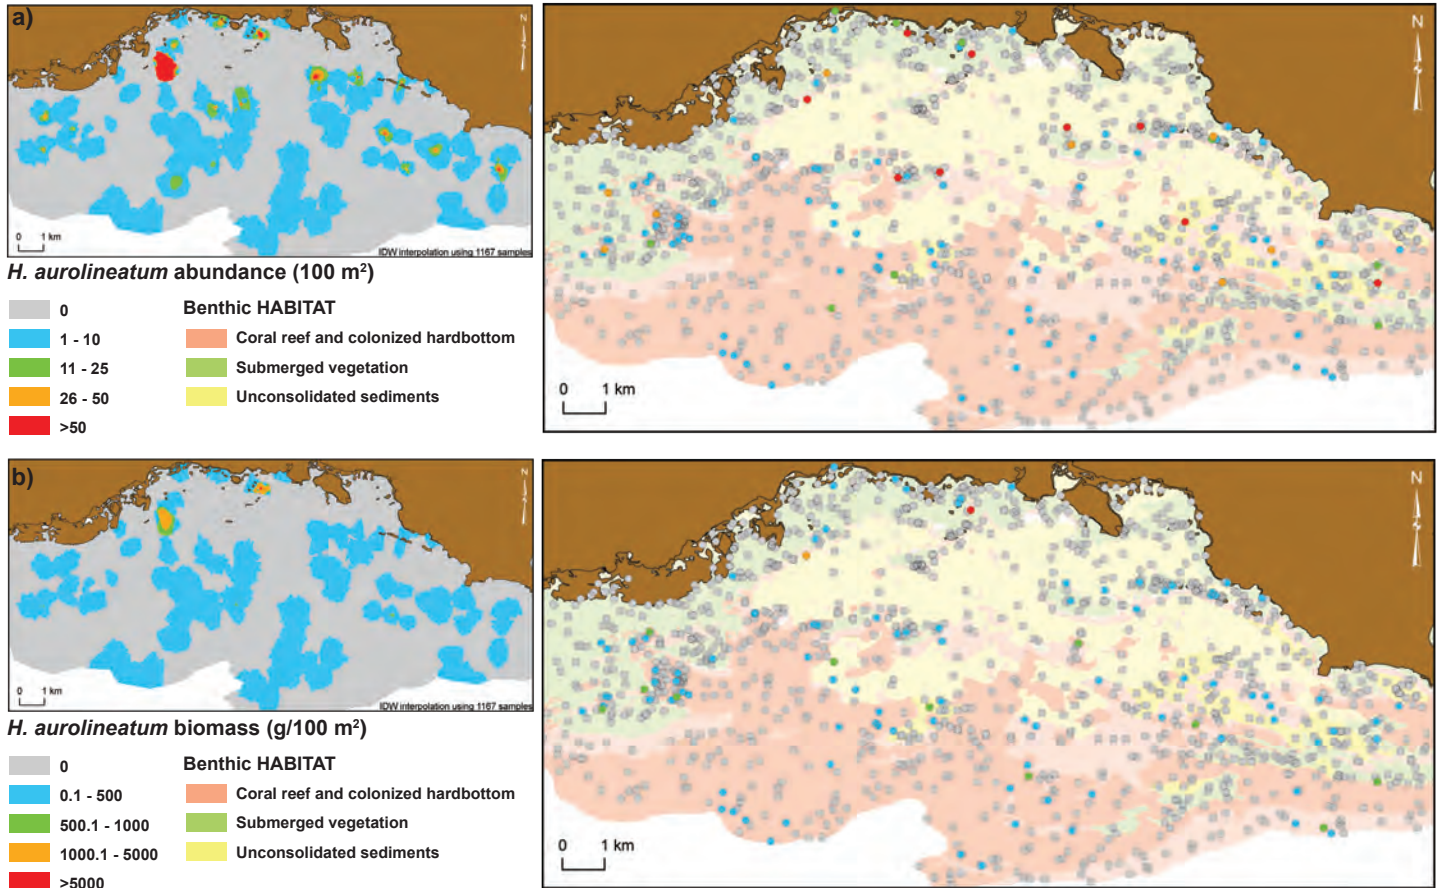 a)
N
0 1 km
IDW interpolation using 1167 samples
N
0 1 km
H. aurolineatum abundance (100 m²)
0
1 - 10
11 - 25
26 - 50
>50
Benthic HABITAT
Coral reef and colonized hardbottom
Submerged vegetation
Unconsolidated sediments
b)
N
0 1 km
IDW interpolation using 1167 samples
N
0 1 km
H. aurolineatum biomass (g/100 m²)
0
0.1 - 500
500.1 - 1000
1000.1 - 5000
>5000
Benthic HABITAT
Coral reef and colonized hardbottom
Submerged vegetation
Unconsolidated sediments